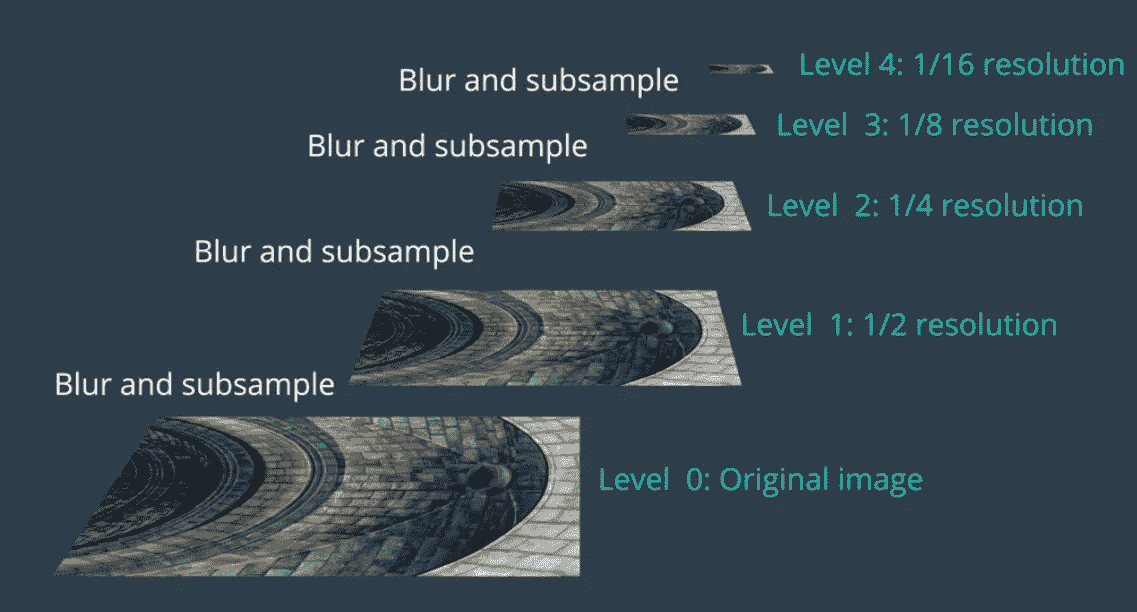 Level 4: 1/16 resolution
Blur and subsample
Level 3: 1/8 resolution
Blur and subsample
Level 2: 1/4 resolution
Blur and subsample
Level 1: 1/2 resolution
Blur and subsample
Level 0: Original image